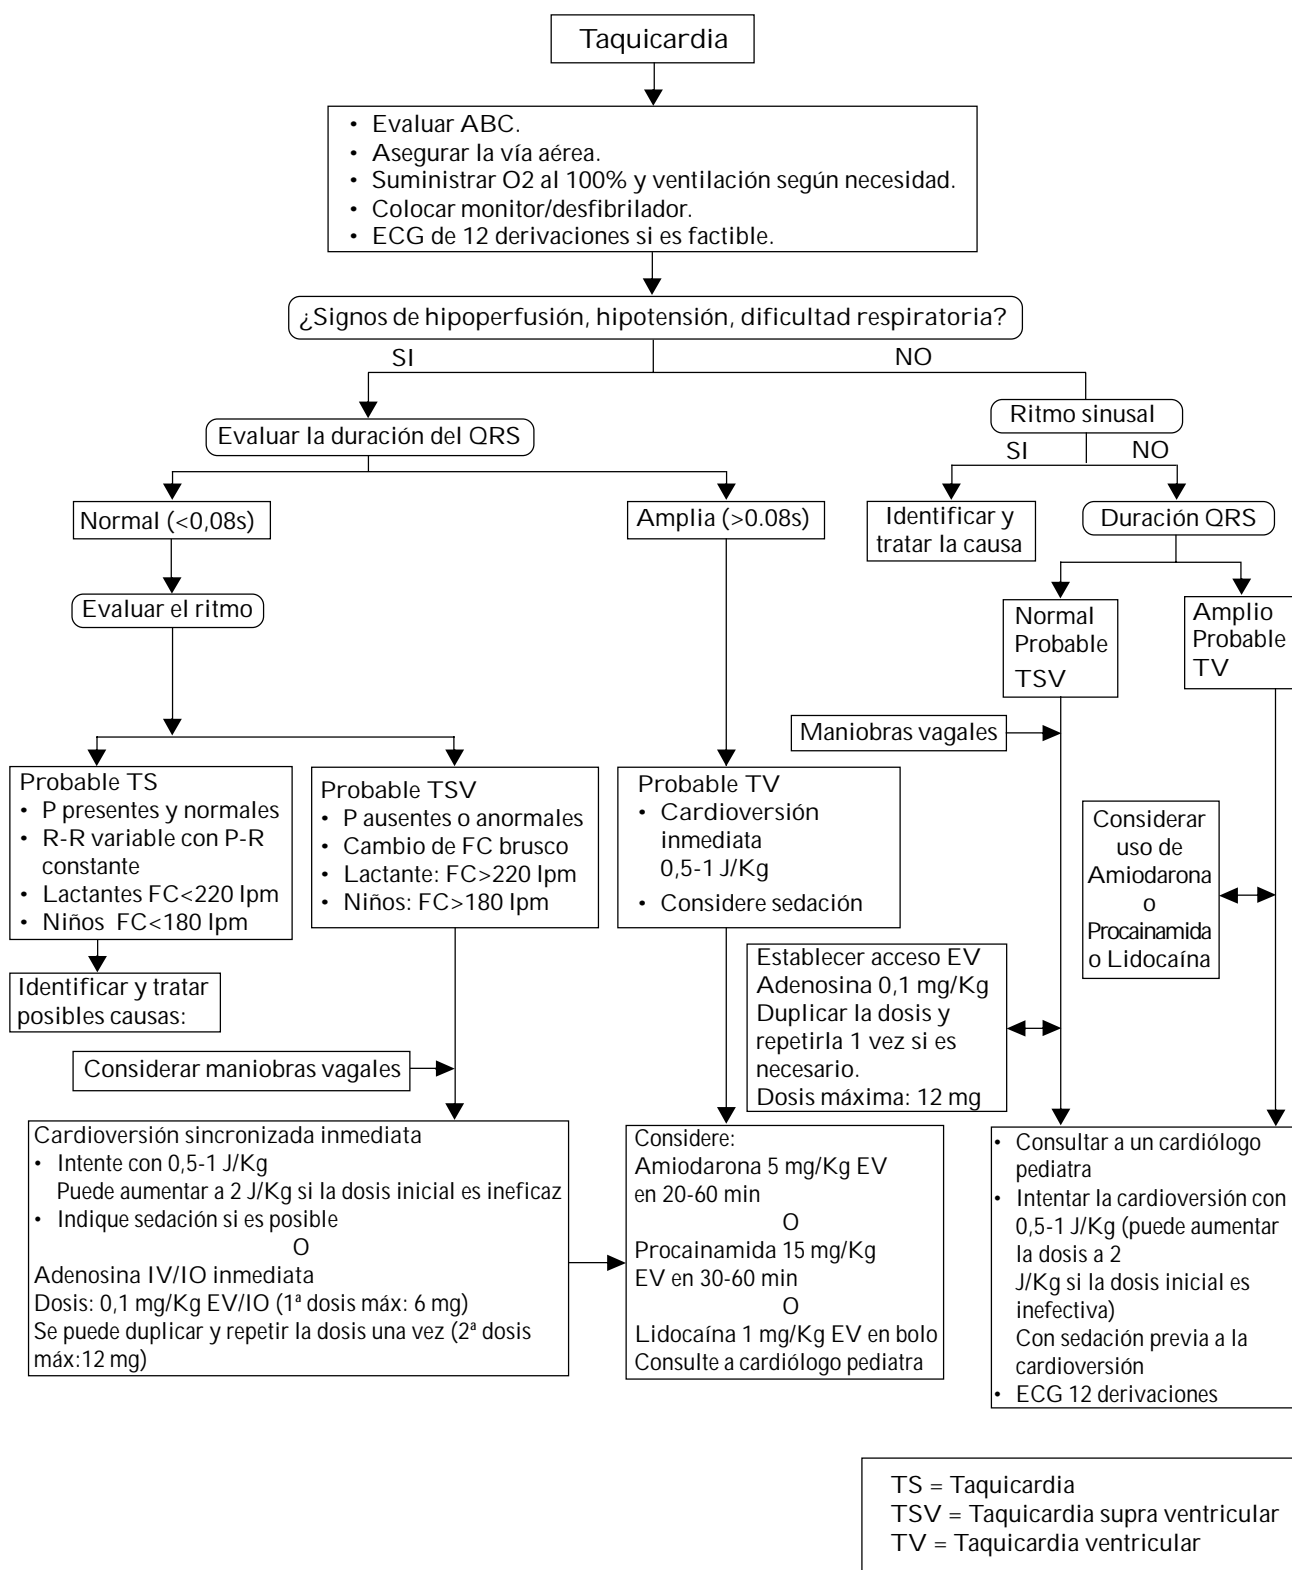 Taquicardia
• Evaluar ABC.
• Asegurar la vía aérea.
• Suministrar O2 al 100% y ventilación según necesidad.
• Colocar monitor/desfibrilador.
• ECG de 12 derivaciones si es factible.
¿Signos de hipoperfusión, hipotensión, dificultad respiratoria?
SI
NO
Evaluar la duración del QRS
Ritmo sinusal
SI
NO
Normal (<0,08s)
Amplia (>0.08s)
Identificar y
tratar la causa
Duración QRS
Evaluar el ritmo
Normal
Probable
TSV
Amplio
Probable
TV
Maniobras vagales
Probable TS
• P presentes y normales
• R-R variable con P-R
constante
• Lactantes FC<220 lpm
• Niños FC<180 lpm
Probable TSV
• P ausentes o anormales
• Cambio de FC brusco
• Lactante: FC>220 lpm
• Niños: FC>180 lpm
Probable TV
• Cardioversión
inmediata
0,5-1 J/Kg
• Considere sedación
Considerar
uso de
Amiodarona
o
Procainamida
o Lidocaína
Identificar y tratar
posibles causas:
Establecer acceso EV
Adenosina 0,1 mg/Kg
Duplicar la dosis y
repetirla 1 vez si es
necesario.
Dosis máxima: 12 mg
Considerar maniobras vagales
Cardioversión sincronizada inmediata
• Intente con 0,5-1 J/Kg
Puede aumentar a 2 J/Kg si la dosis inicial es ineficaz
• Indique sedación si es posible
O
Adenosina IV/IO inmediata
Dosis: 0,1 mg/Kg EV/IO (1ª dosis máx: 6 mg)
Se puede duplicar y repetir la dosis una vez (2ª dosis
máx:12 mg)
Considere:
Amiodarona 5 mg/Kg EV
en 20-60 min
O
Procainamida 15 mg/Kg
EV en 30-60 min
O
Lidocaína 1 mg/Kg EV en bolo
Consulte a cardiólogo pediatra
• Consultar a un cardiólogo
pediatra
• Intentar la cardioversión con
0,5-1 J/Kg (puede aumentar
la dosis a 2
J/Kg si la dosis inicial es
inefectiva)
Con sedación previa a la
cardioversión
• ECG 12 derivaciones
TS = Taquicardia
TSV = Taquicardia supra ventricular
TV = Taquicardia ventricular